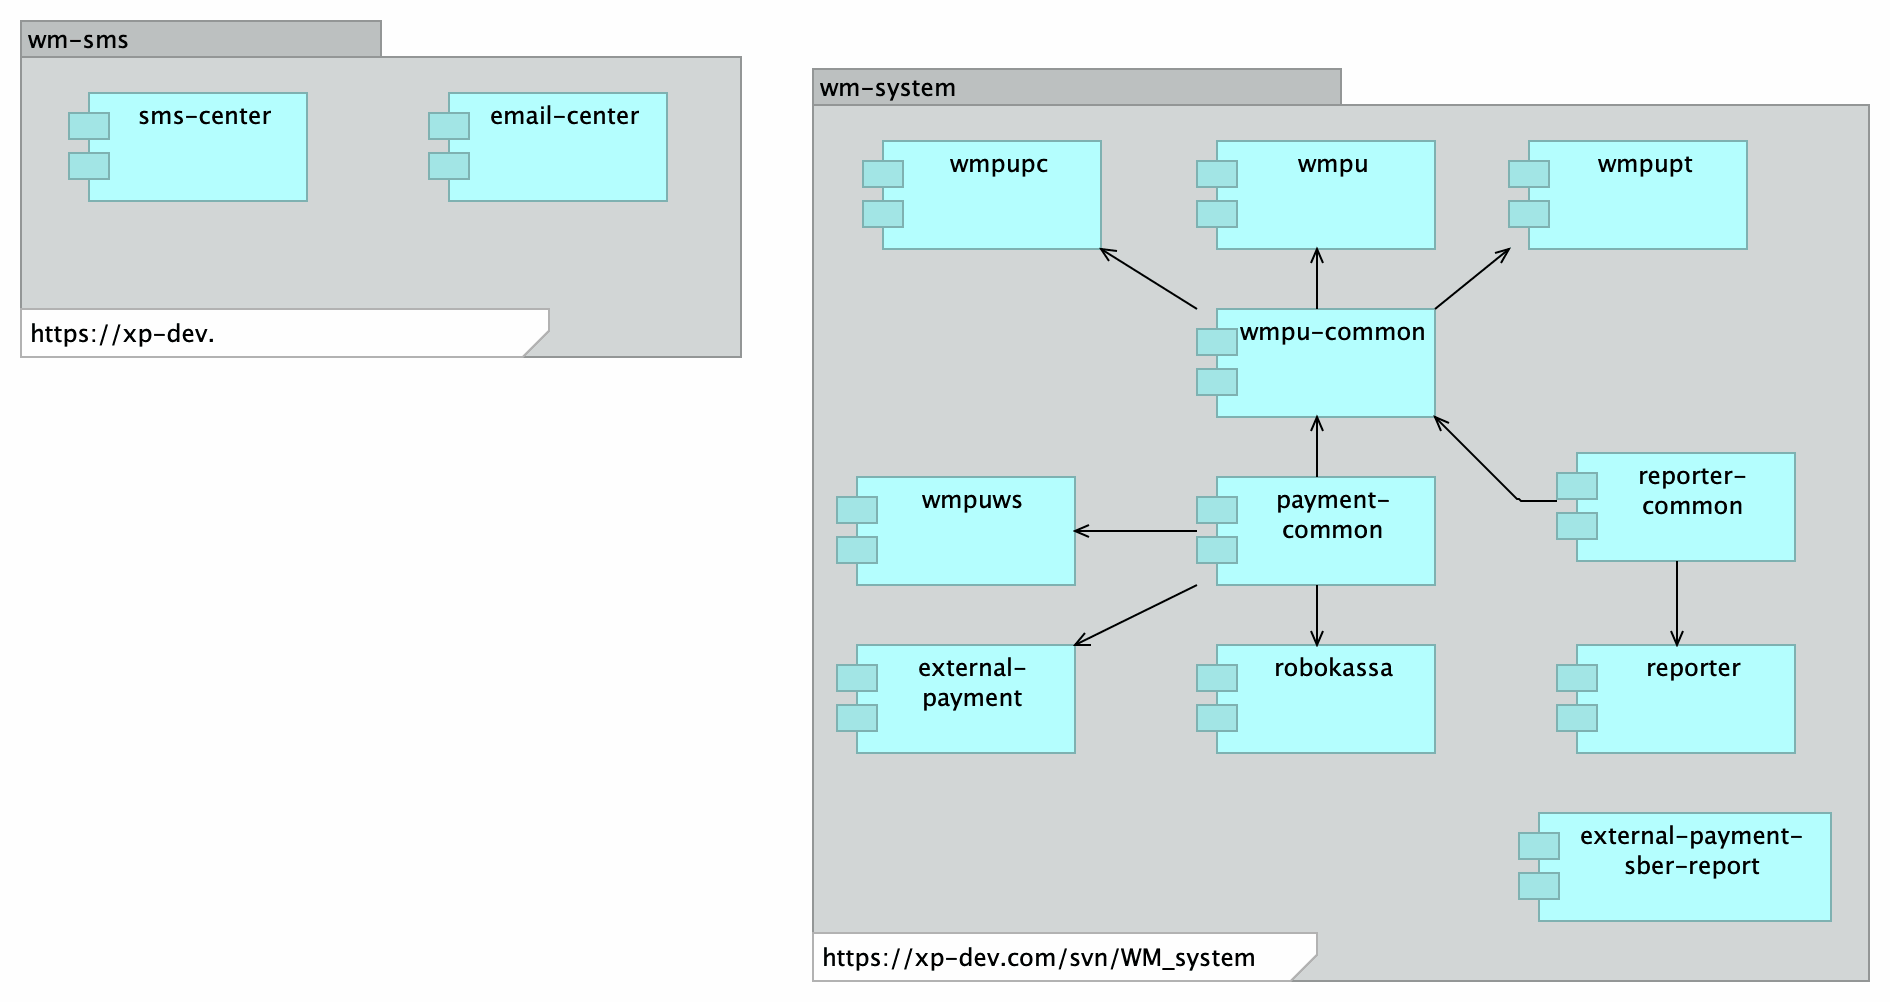 wm-sms
sms-center
email-center
https://xp-dev.
wm-system
wmpupc
wmpu
wmpupt
wmpu-common
wmpuws
payment-
common
reporter-
common
external-
payment
robokassa
reporter
external-payment-
sber-report
https://xp-dev.com/svn/WM_system